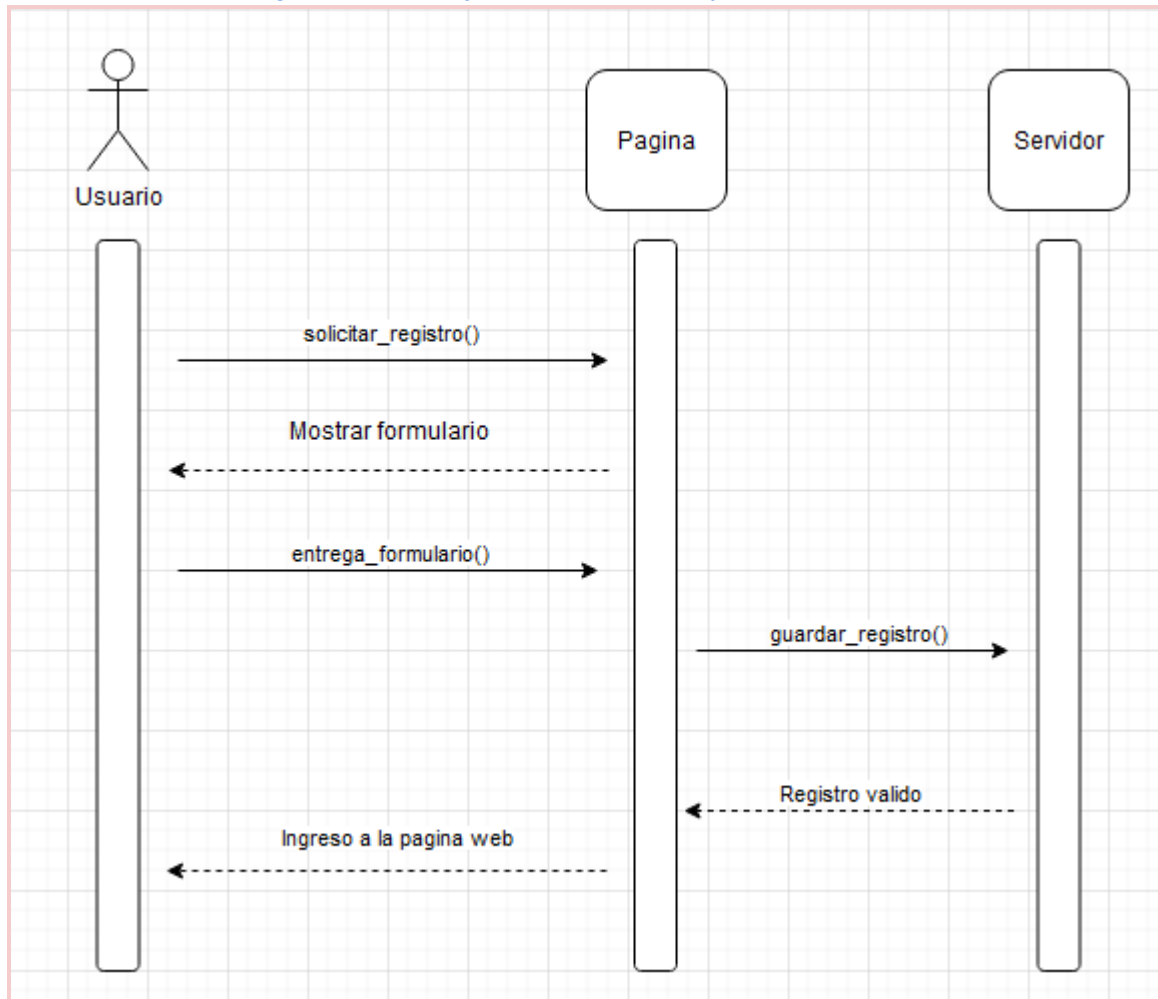 Usuario
Pagina
Servidor
solicitar_registro()
Mostrar formulario
entrega_formulario()
guardar_registro()
Registro valido
Ingreso a la pagina web